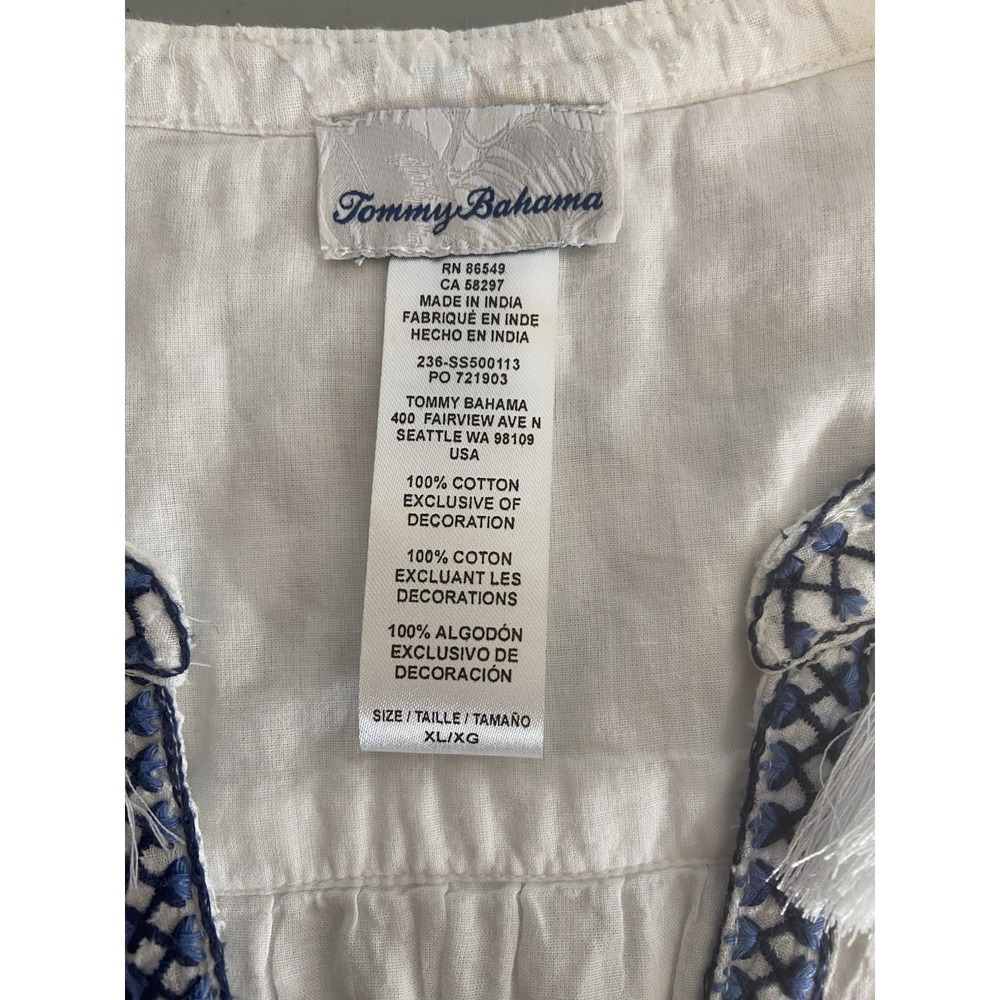 Tommy Bahama
RN 86549
CA 58297
MADE IN INDIA
FABRIQUÉ EN INDE
HECHO EN INDIA
236-SS500113
PO 721903
TOMMY BAHAMA
400 FAIRVIEW AVE N
SEATTLE WA 98109
USA
100% COTTON
EXCLUSIVE OF
DECORATION
100% COTON
EXCLUANT LES
DECORATIONS
100% ALGODÓN
EXCLUSIVO DE
DECORACIÓN
SIZE / TAILLE / TAMAÑO
XL/XG